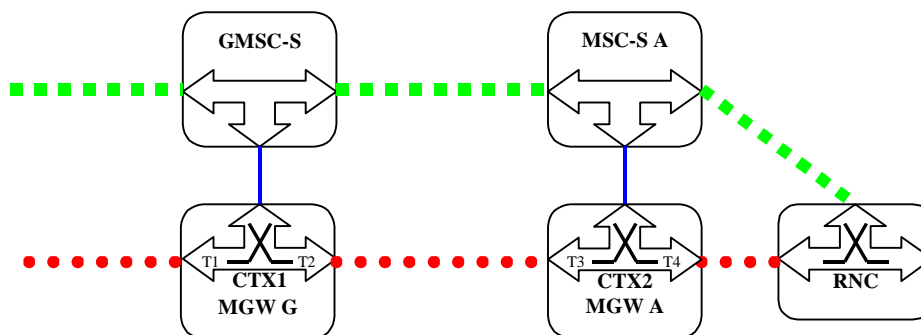 GMSC-S
MSC-S A
T1 T2
CTX1
MGW G
T3 T4
CTX2
MGW A
RNC